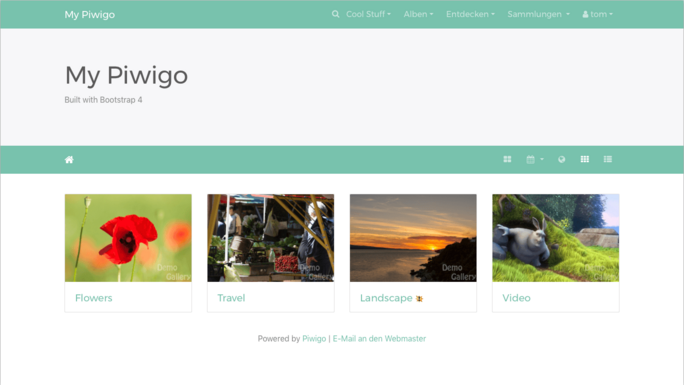 My Piwigo
Cool Stuff Alben Entdecken Sammlungen tom
My Piwigo
Built with Bootstrap 4
Demo Gallery
Demo Gallery
Demo Gallery
Demo Gallery
Flowers Travel Landscape Video
Powered by Piwigo | E-Mail an den Webmaster